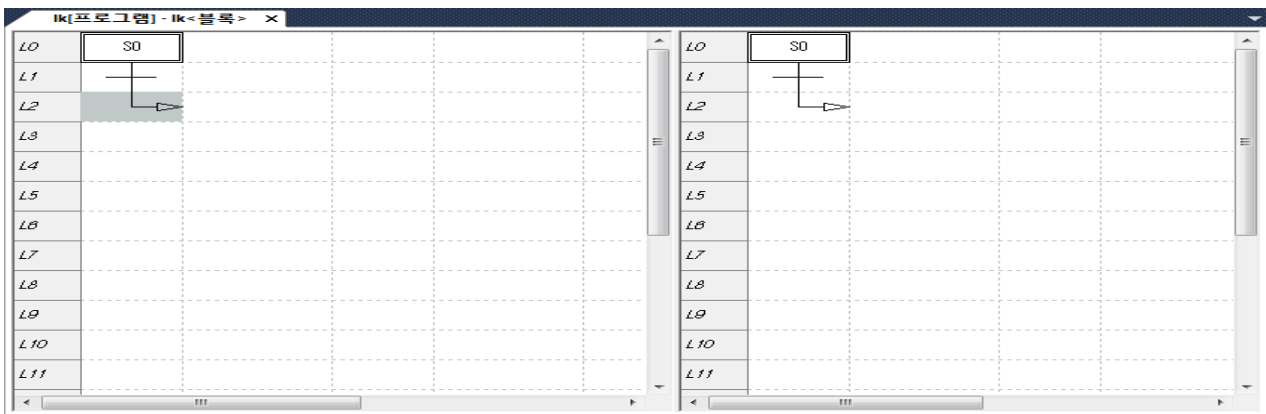 lk[프로그램] - lk<블록> ×
L0 S0 L0 S0
L1 L1
L2 L2
L3 L3
L4 L4
L5 L5
L6 L6
L7 L7
L8 L8
L9 L9
L10 L10
L11 L11